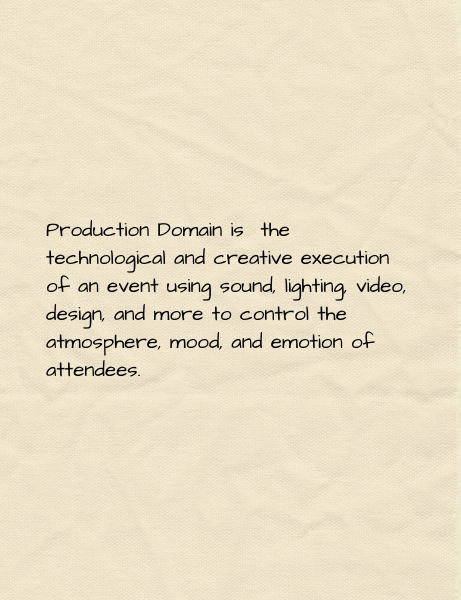 Production Domain is  the
technological and creative execution
of an event using sound, lighting, video,
design, and more to control the
atmosphere, mood, and emotion of
attendees.